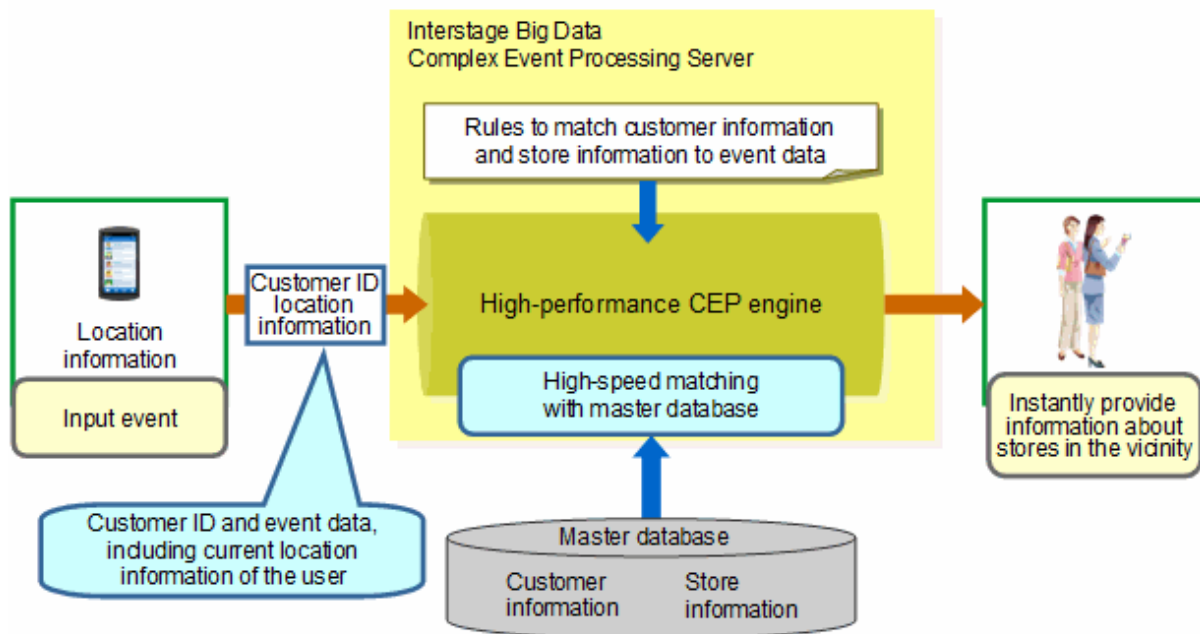 Interstage Big Data
Complex Event Processing Server
Rules to match customer information
and store information to event data
Location
information
Input event
Customer ID
location
information
High-performance CEP engine
High-speed matching
with master database
Instantly provide
information about
stores in the vicinity
Customer ID and event data,
including current location
information of the user
Master database
Customer
information
Store
information